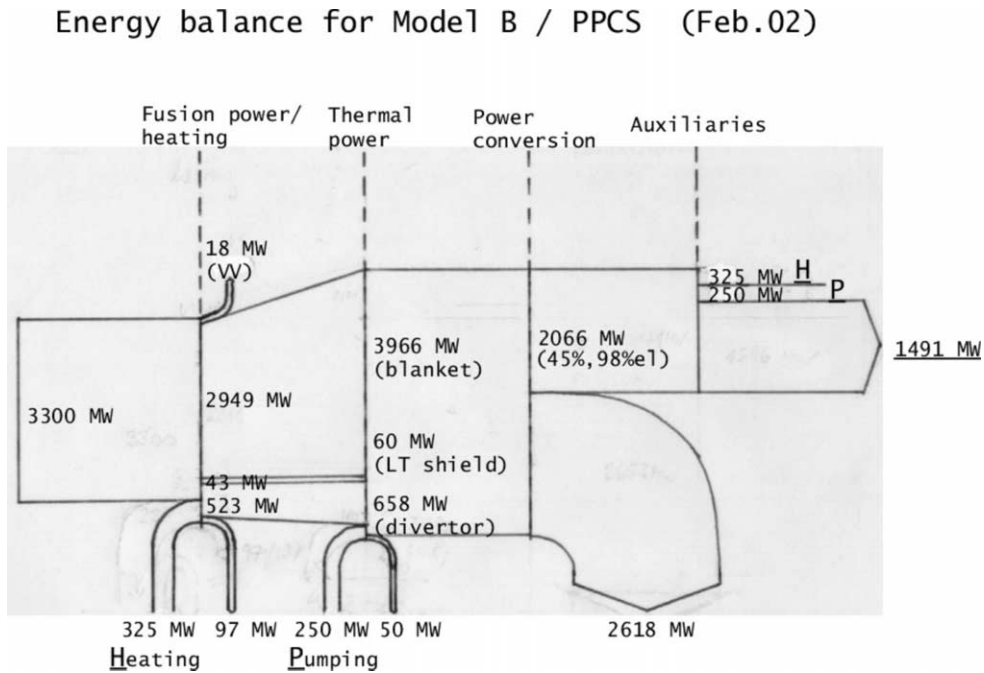 Energy balance for Model B / PPCS (Feb.02)
Fusion power/
heating
Thermal
power
Power
conversion
Auxiliaries
18 MW
(VV)
325 MW H
250 MW P
3966 MW
(blanket)
2066 MW
(45%,98%el)
1491 MW
3300 MW
2949 MW
60 MW
(LT shield)
43 MW
523 MW
658 MW
(divertor)
325 MW
97 MW
250 MW
50 MW
2618 MW
Heating
Pumping